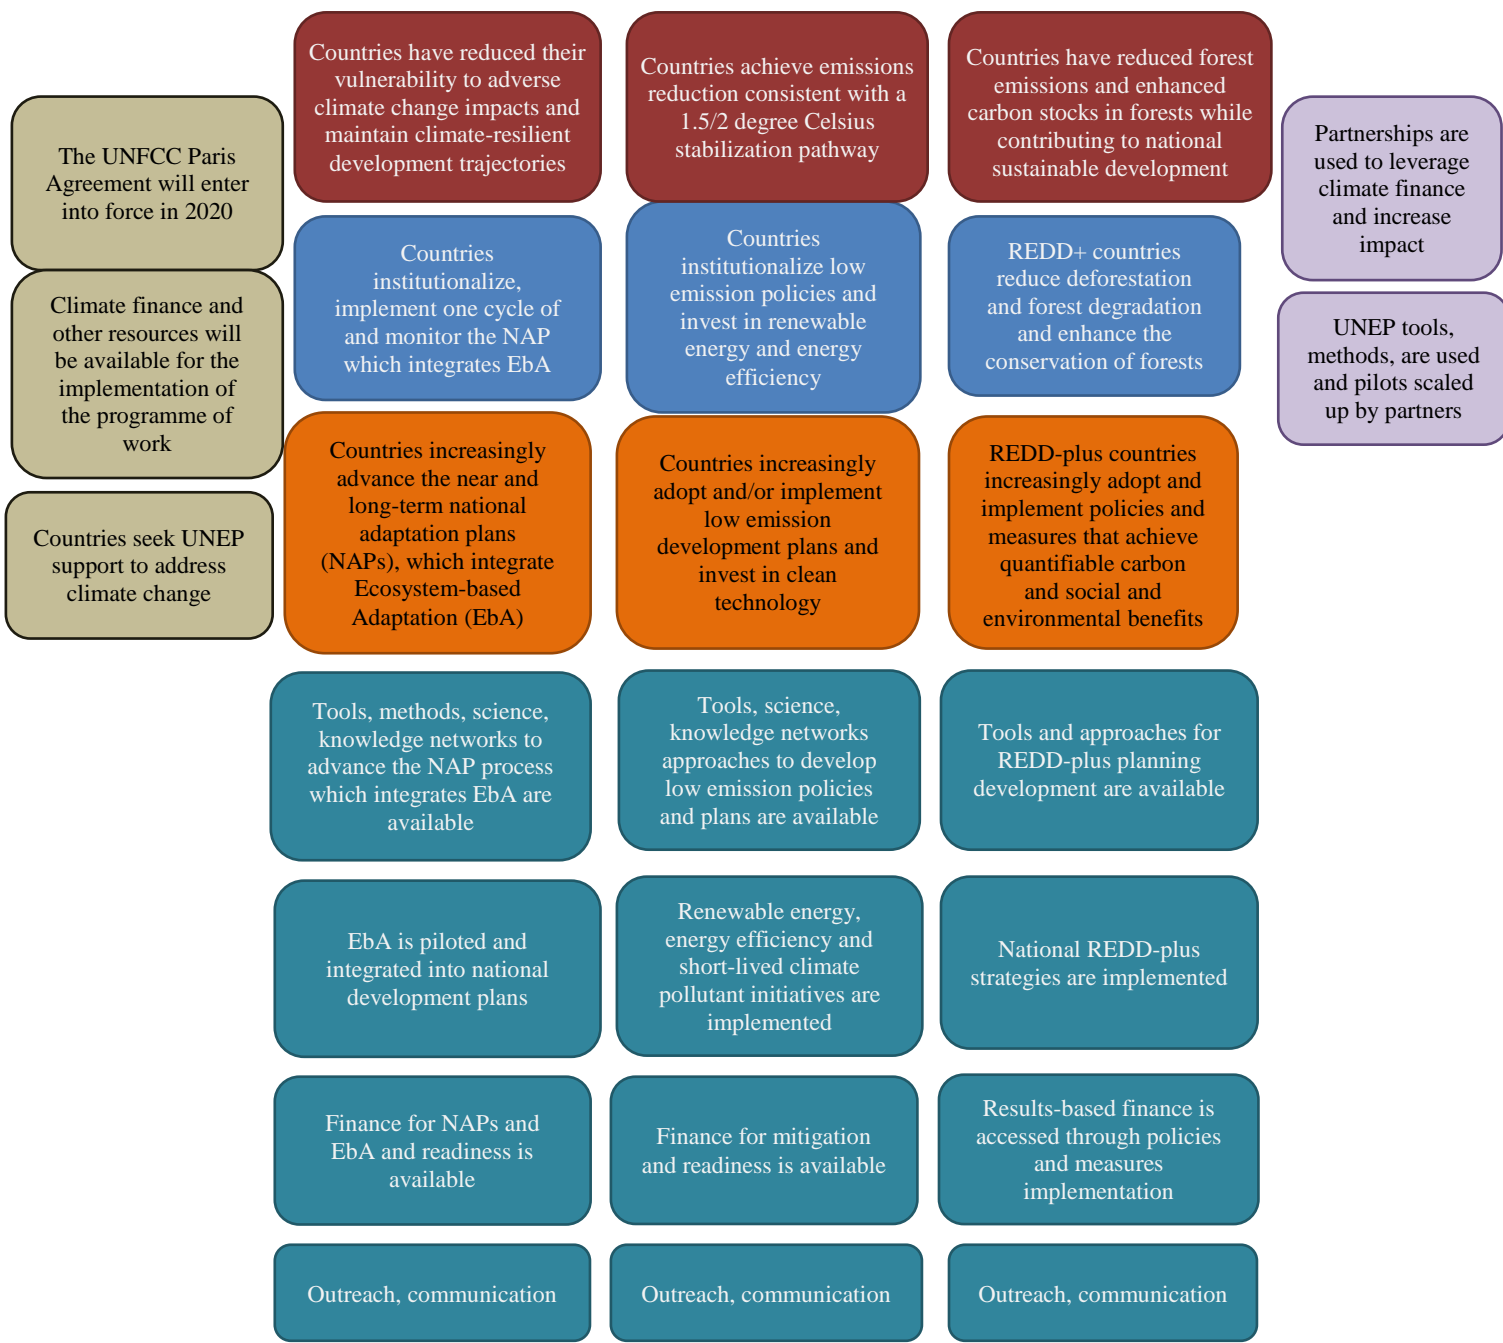 The UNFCC Paris
Agreement will enter
into force in 2020
Climate finance and
other resources will
be available for the
implementation of
the programme of
work
Countries seek UNEP
support to address
climate change
Countries have reduced their
vulnerability to adverse
climate change impacts and
maintain climate-resilient
development trajectories
Countries achieve emissions
reduction consistent with a
1.5/2 degree Celsius
stabilization pathway
Countries have reduced forest
emissions and enhanced
carbon stocks in forests while
contributing to national
sustainable development
Countries
institutionalize,
implement one cycle of
and monitor the NAP
which integrates EbA
Countries
institutionalize low
emission policies and
invest in renewable
energy and energy
efficiency
REDD+ countries
reduce deforestation
and forest degradation
and enhance the
conservation of forests
Countries increasingly
advance the near and
long-term national
adaptation plans
(NAPs), which integrate
Ecosystem-based
Adaptation (EbA)
Countries increasingly
adopt and/or implement
low emission
development plans and
invest in clean
technology
REDD-plus countries
increasingly adopt and
implement policies and
measures that achieve
quantifiable carbon
and social and
environmental benefits
Tools, methods, science,
knowledge networks to
advance the NAP process
which integrates EbA are
available
Tools, science,
knowledge networks
approaches to develop
low emission policies
and plans are available
Tools and approaches for
REDD-plus planning
development are available
EbA is piloted and
integrated into national
development plans
Renewable energy,
energy efficiency and
short-lived climate
pollutant initiatives are
implemented
National REDD-plus
strategies are implemented
Finance for NAPs and
EbA and readiness is
available
Finance for mitigation
and readiness is available
Results-based finance is
accessed through policies
and measures
implementation
Outreach, communication
Outreach, communication
Outreach, communication
Partnerships are
used to leverage
climate finance
and increase
impact
UNEP tools,
methods, are used
and pilots scaled
up by partners